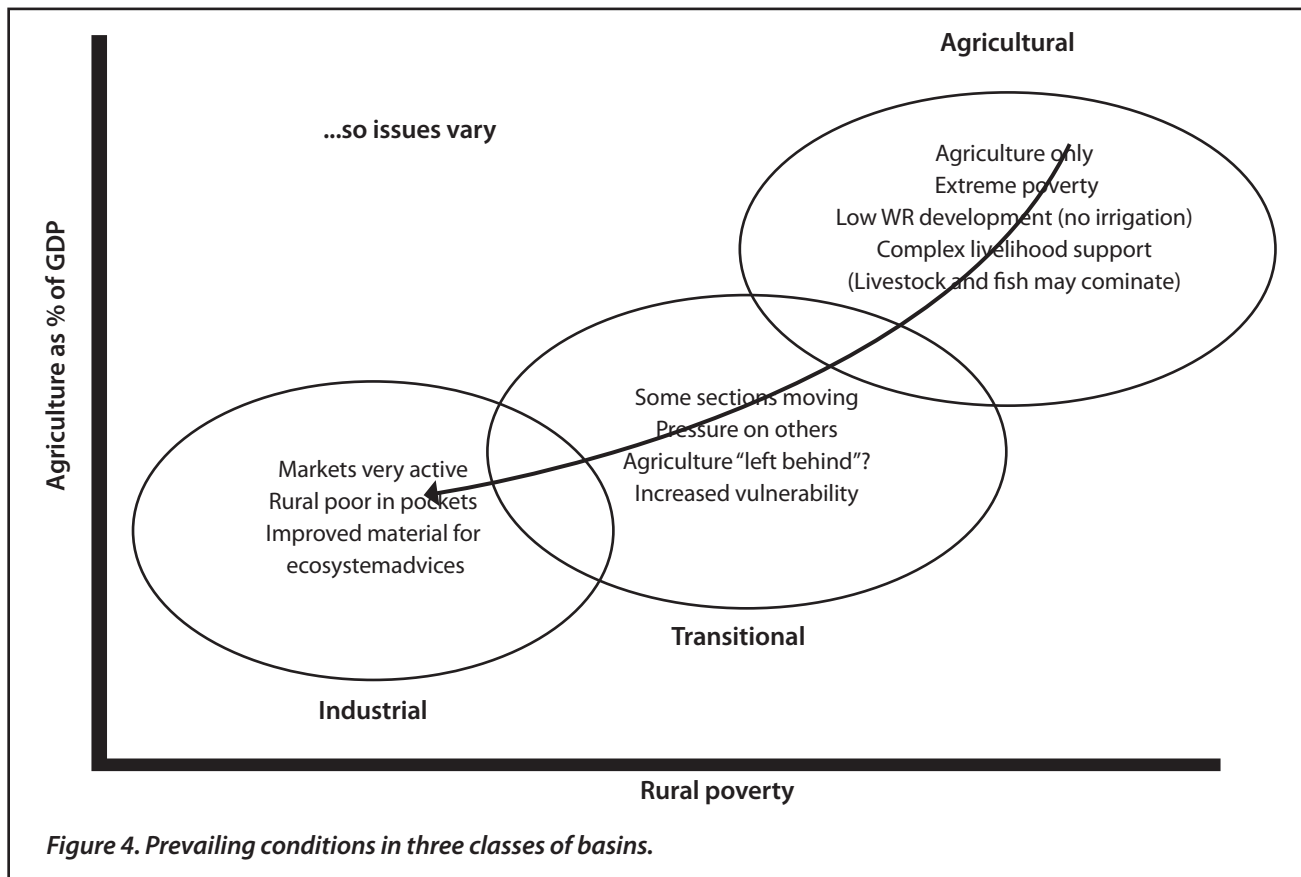 Agricultural
...so issues vary
Agriculture only
Extreme poverty
Low WR development (no irrigation)
Complex livelihood support
(Livestock and fish may cominate)
Agriculture as % of GDP
Some sections moving
Pressure on others
Agriculture “left behind”?
Increased vulnerability
Markets very active
Rural poor in pockets
Improved material for
ecosystemadvices
Transitional
Industrial
Rural poverty
Figure 4. Prevailing conditions in three classes of basins.